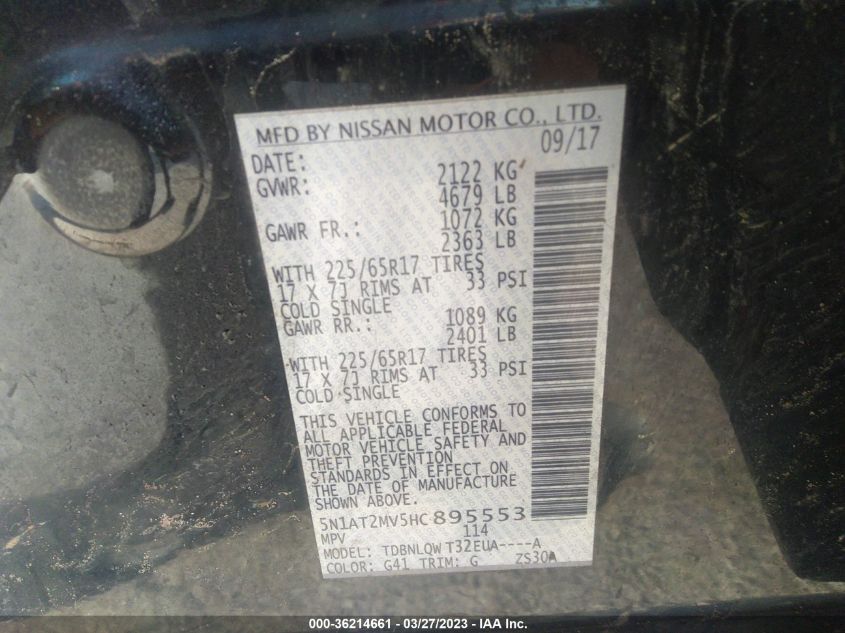 MFD BY NISSAN MOTOR CO., LTD.
DATE: 09/17
GVWR: 2122 KG
4679 LB
GAWR FR.: 1072 KG
2363 LB
WITH 225/65R17 TIRES
17 X 7J RIMS AT 33 PSI
COLD SINGLE
GAWR RR.: 1089 KG
2401 LB
WITH 225/65R17 TIRES
17 X 7J RIMS AT 33 PSI
COLD SINGLE
THIS VEHICLE CONFORMS TO
ALL APPLICABLE FEDERAL
MOTOR VEHICLE SAFETY AND
THEFT PREVENTION
STANDARDS IN EFFECT ON
THE DATE OF MANUFACTURE
SHOWN ABOVE.
5N1AT2MV5HC895553
MPV 114
MODEL: TDBNLQW T32EUA----A
COLOR: G41 TRIM: G ZS30A
000-36214661 - 03/27/2023 - IAA Inc.